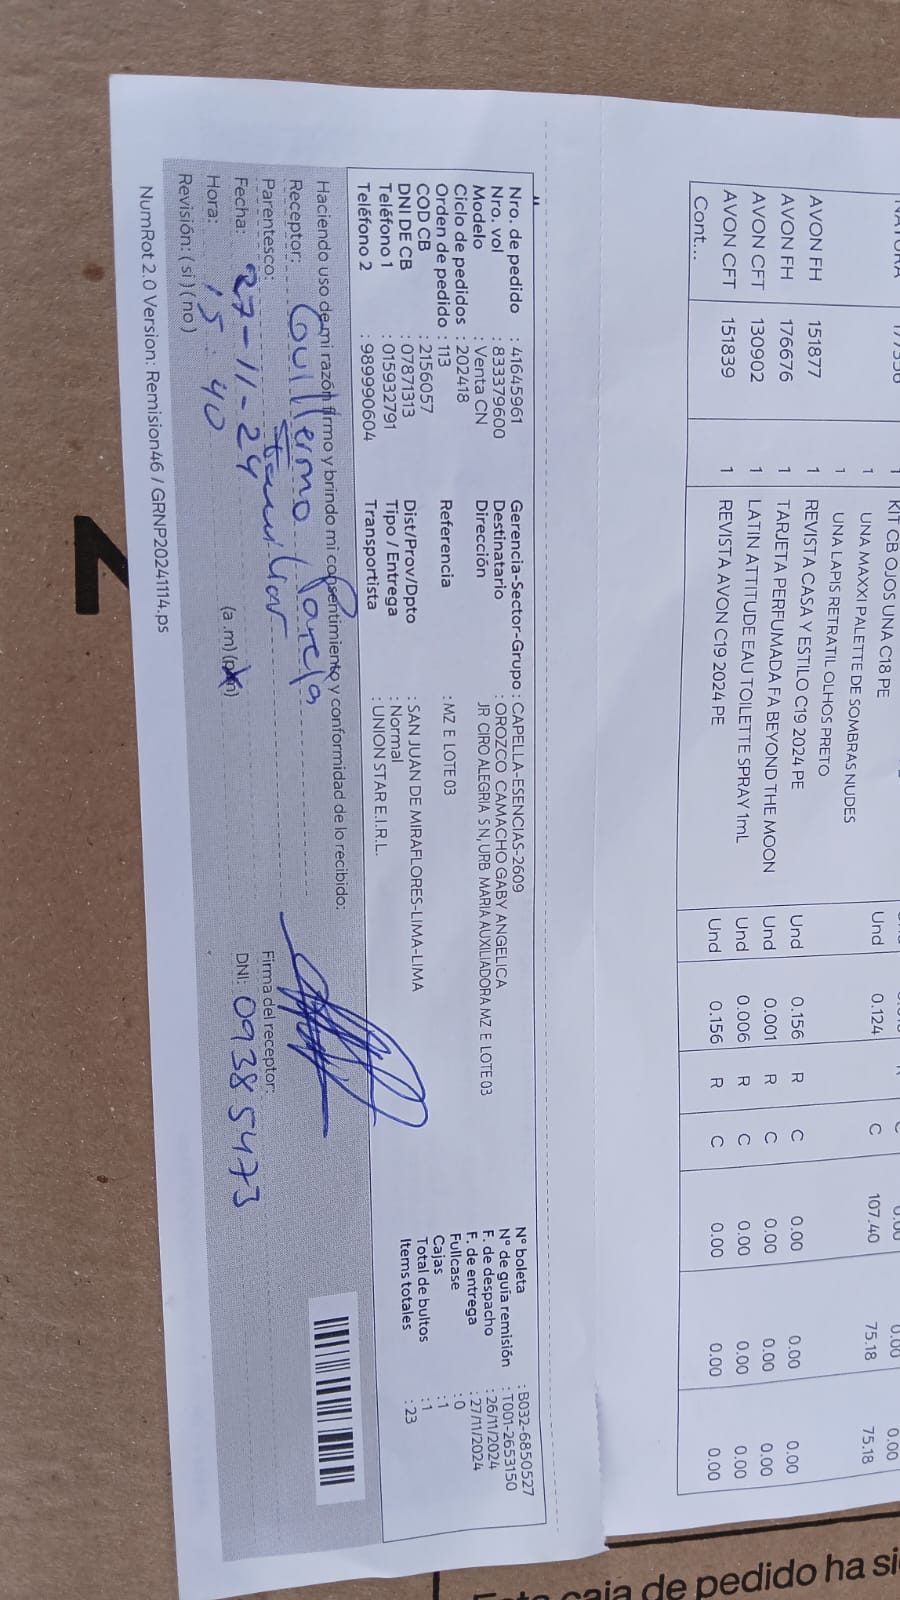 KIT CB OJOS UNA C18 PE
1 UNA MAXXI PALETTE DE SOMBRAS NUDES Und 0.124 C 107.40 75.18 75.18
1 UNA LAPIS RETRATIL OLHOS PRETO
AVON FH 151877 1 REVISTA CASA Y ESTILO C19 2024 PE Und 0.156 R C 0.00 0.00 0.00
AVON FH 176676 1 TARJETA PERFUMADA FA BEYOND THE MOON Und 0.001 R C 0.00 0.00 0.00
AVON CFT 130902 1 LATIN ATTITUDE EAU TOILETTE SPRAY 1mL Und 0.006 R C 0.00 0.00 0.00
AVON CFT 151839 1 REVISTA AVON C19 2024 PE Und 0.156 R C 0.00 0.00 0.00
Cont...
Nro. de pedido : 41645961 Gerencia-Sector-Grupo : CAPELLA-ESENCIAS-2609 N° boleta : B032-6850527
Nro. vol : 833379600 Destinatario : OROZCO CAMACHO GABY ANGELICA N° de guía remisión : T001-2653150
Modelo : Venta CN Dirección JR CIRO ALEGRIA S N, URB MARIA AUXILIADORA MZ E LOTE 03 F. de despacho : 26/11/2024
Ciclo de pedidos : 202418 F. de entrega : 27/11/2024
Orden de pedido : 113 Referencia : MZ E LOTE 03 Fullcase : 0
COD CB : 2156057 Cajas : 1
DNI DE CB : 07871313 Dist/Prov/Dpto : SAN JUAN DE MIRAFLORES-LIMA-LIMA Total de bultos : 1
Teléfono 1 : 015932791 Tipo / Entrega : Normal Items totales : 23
Teléfono 2 : 989990604 Transportista : UNION STAR E.I.R.L.
Haciendo uso de mi razón firmo y brindo mi consentimiento y conformidad de lo recibido:
Receptor: Guillermo Varela
Parentesco: familiar Firma del receptor:
Fecha: 27-11-24 DNI: 09385473
Hora: 15:40 (a.m) (p.m)
Revisión: ( si ) ( no )
NumRot 2.0 Version: Remision46 / GRNP20241114.ps
caja de pedido ha si